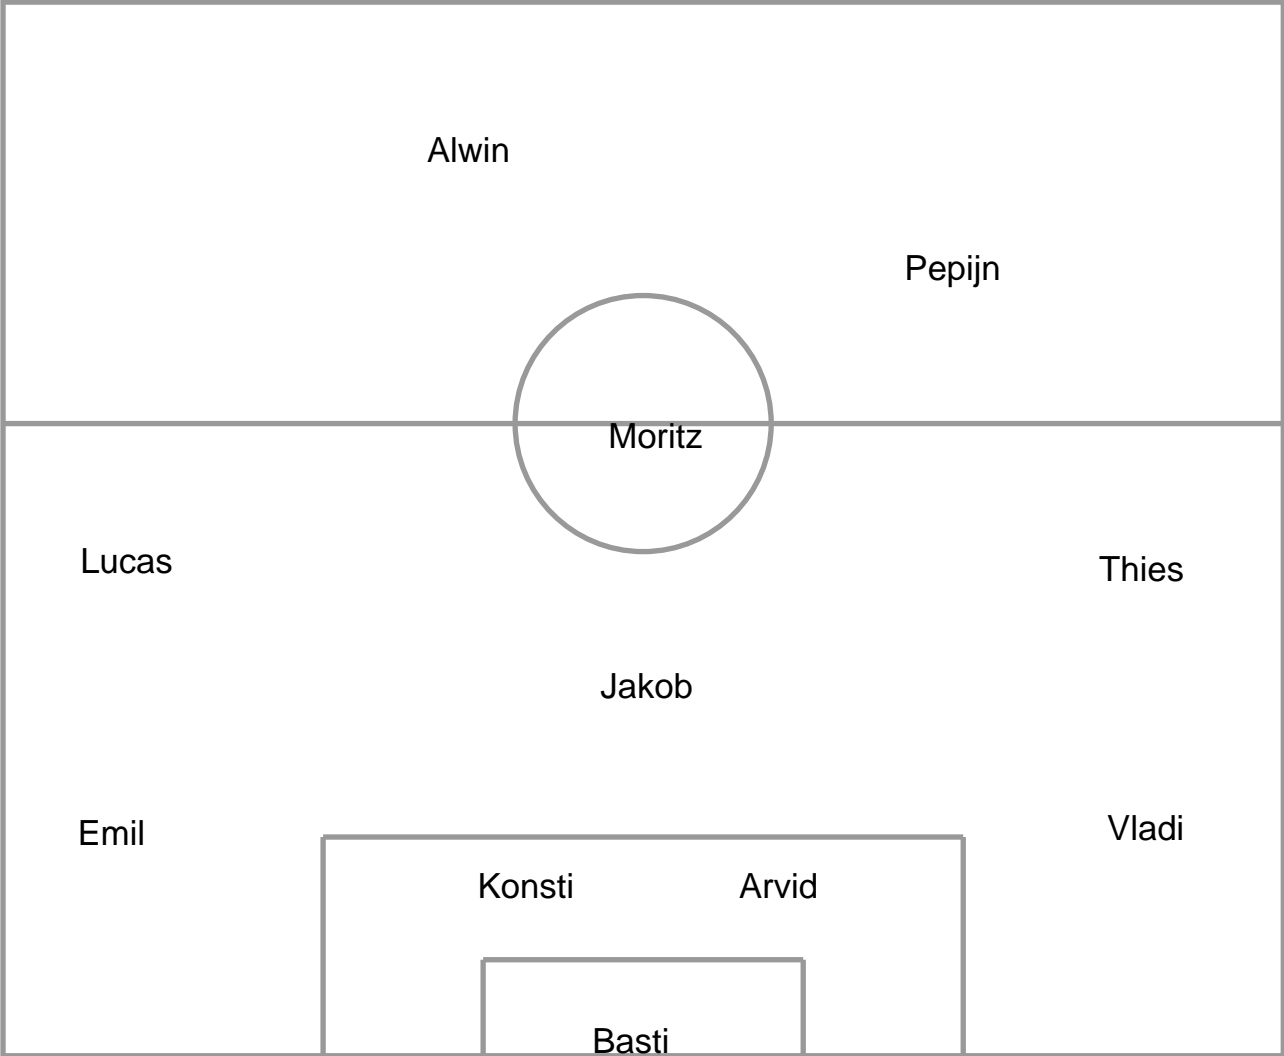 Alwin
Pepijn
Moritz
Lucas
Thies
Jakob
Emil
Vladi
Konsti
Arvid
Basti